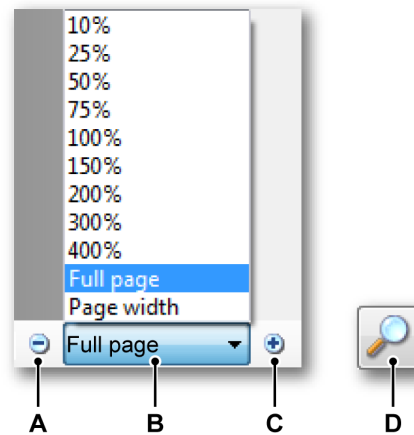 10%
25%
50%
75%
100%
150%
200%
300%
400%
Full page
Page width
Full page
A
B
C
D